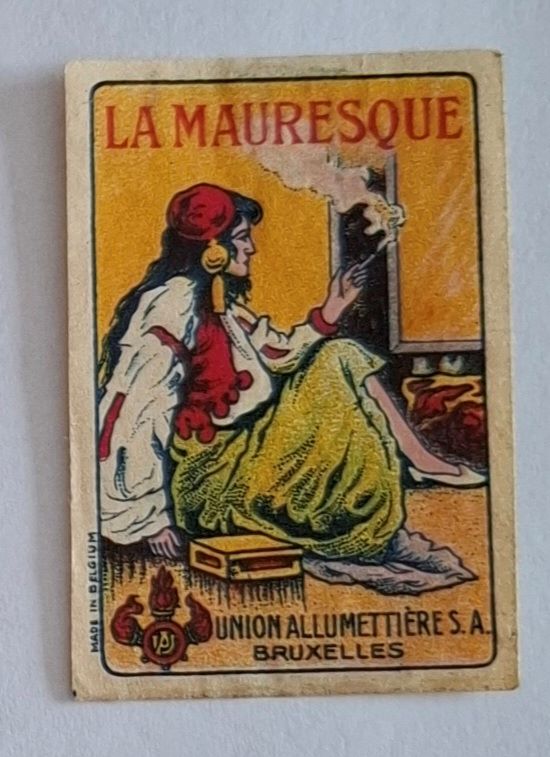 LA MAURESQUE
MADE IN BELGIUM
UNION ALLUMETTIÈRE S.A.
BRUXELLES